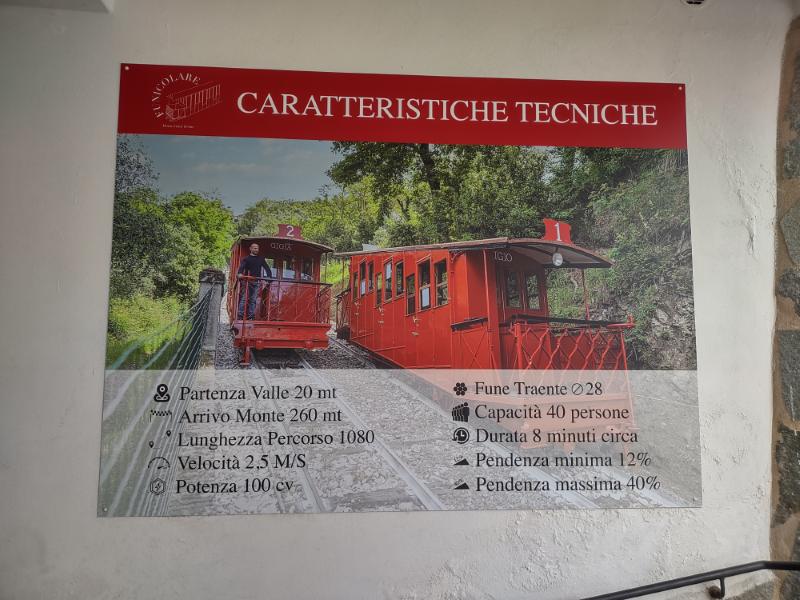 FUNICOLARE
CARATTERISTICHE TECNICHE
2
GIGIA
1
GIGIO
Partenza Valle 20 mt
Arrivo Monte 260 mt
Lunghezza Percorso 1080
Velocità 2,5 M/S
Potenza 100 cv
Fune Traente ∅28
Capacità 40 persone
Durata 8 minuti circa
Pendenza minima 12%
Pendenza massima 40%